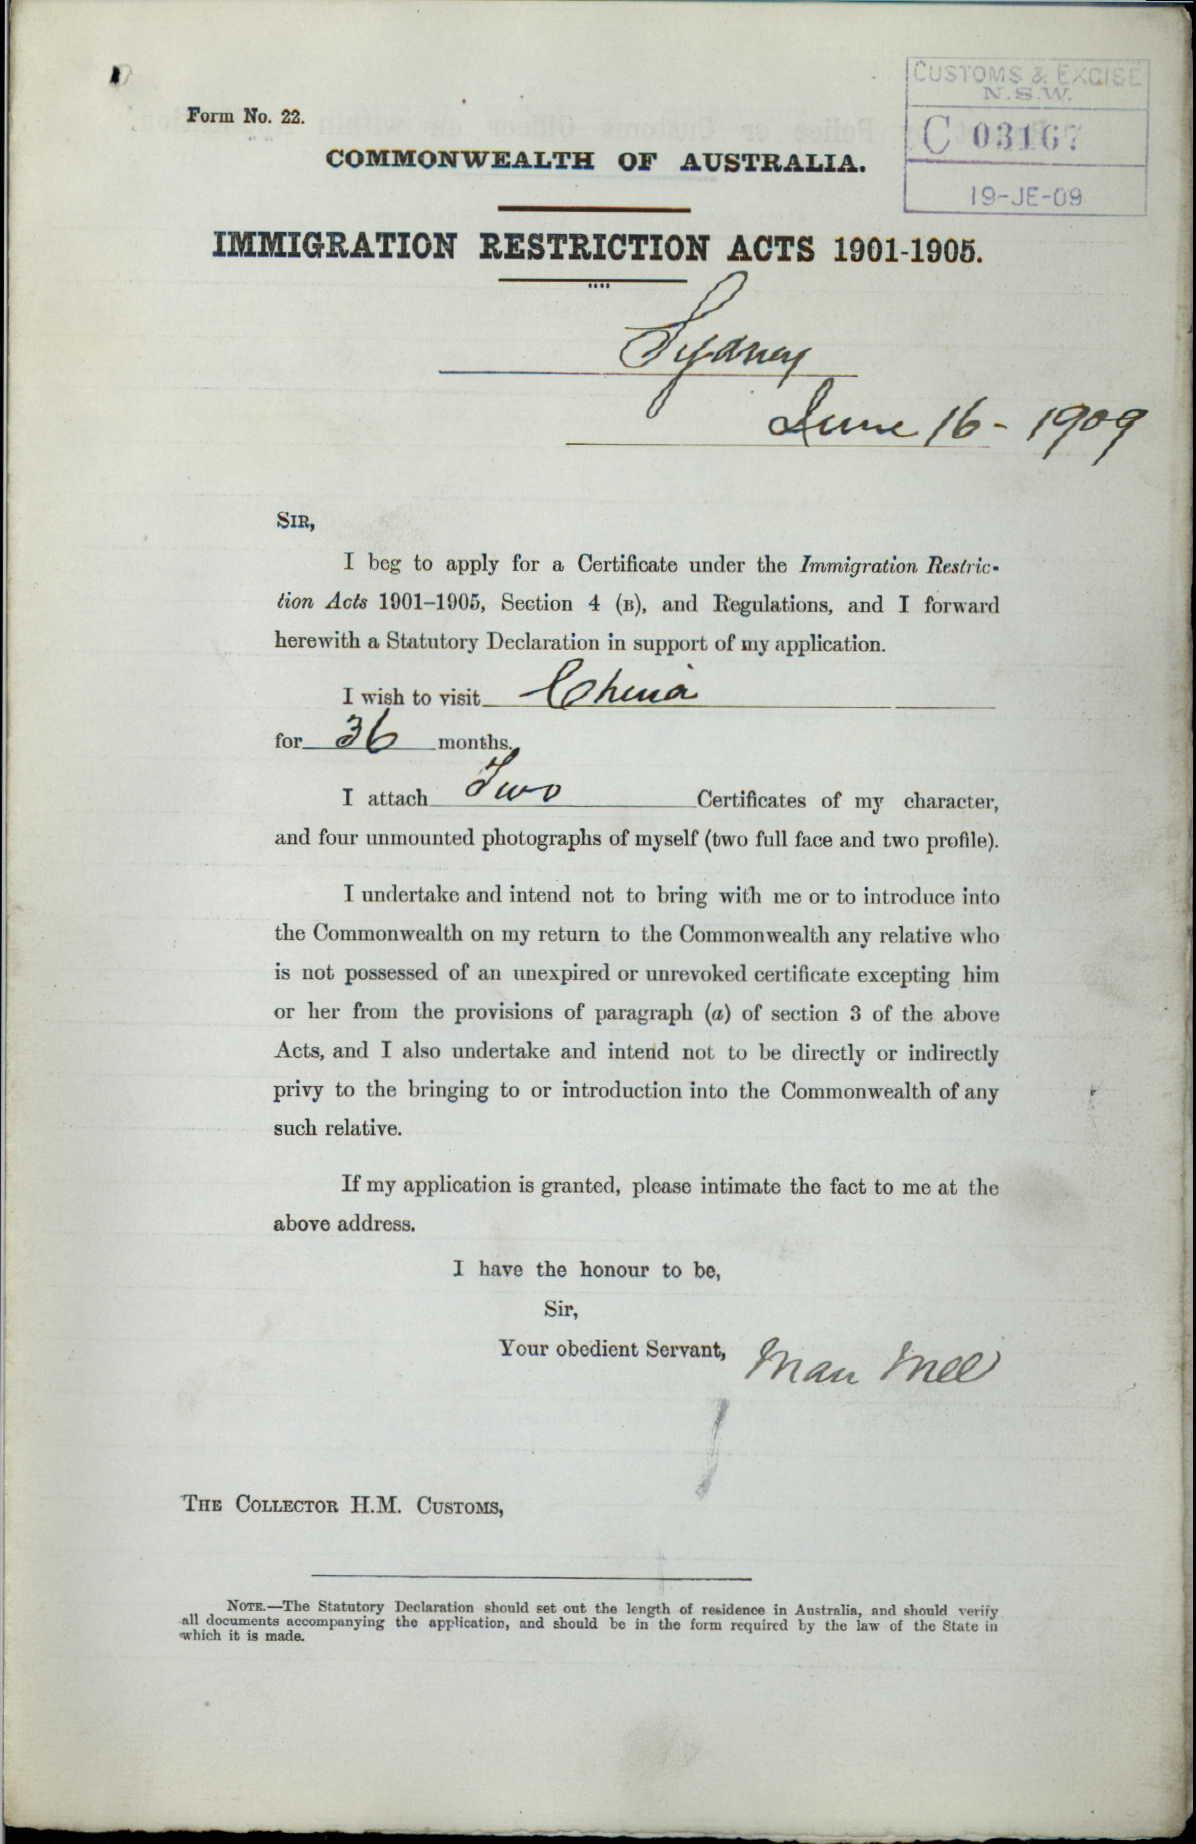 Form No. 22.
CUSTOMS & EXCISE
N.S.W.
C 03167
19-JE-09
COMMONWEALTH OF AUSTRALIA.
IMMIGRATION RESTRICTION ACTS 1901-1905.
Sydney
June 16 - 1909
SIR,
I beg to apply for a Certificate under the Immigration Restric-
tion Acts 1901–1905, Section 4 (B), and Regulations, and I forward
herewith a Statutory Declaration in support of my application.
I wish to visit China
for 36 months.
I attach Two Certificates of my character,
and four unmounted photographs of myself (two full face and two profile).
I undertake and intend not to bring with me or to introduce into
the Commonwealth on my return to the Commonwealth any relative who
is not possessed of an unexpired or unrevoked certificate excepting him
or her from the provisions of paragraph (a) of section 3 of the above
Acts, and I also undertake and intend not to be directly or indirectly
privy to the bringing to or introduction into the Commonwealth of any
such relative.
If my application is granted, please intimate the fact to me at the
above address.
I have the honour to be,
Sir,
Your obedient Servant, Man Mee
THE COLLECTOR H.M. CUSTOMS,
NOTE.—The Statutory Declaration should set out the length of residence in Australia, and should verify
all documents accompanying the application, and should be in the form required by the law of the State in
which it is made.